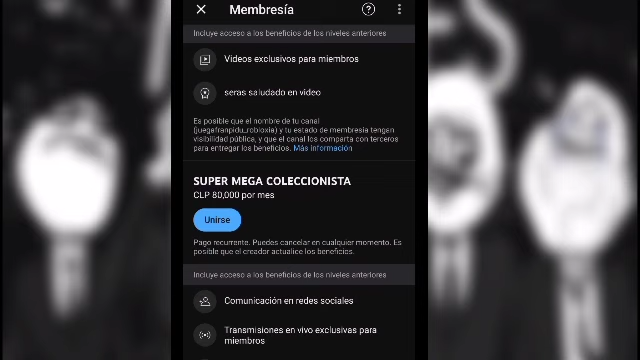 Membresía
Incluye acceso a los beneficios de los niveles anteriores
Videos exclusivos para miembros
seras saludado en video
Es posible que el nombre de tu canal
(juegafranpidu_robloxia) y tu estado de membresía tengan
visibilidad pública, y que el canal los comparta con terceros
para entregar los beneficios. Más información
SUPER MEGA COLECCIONISTA
CLP 80,000 por mes
Unirse
Pago recurrente. Puedes cancelar en cualquier momento. Es
posible que el creador actualice los beneficios.
Incluye acceso a los beneficios de los niveles anteriores
Comunicación en redes sociales
Transmisiones en vivo exclusivas para
miembros